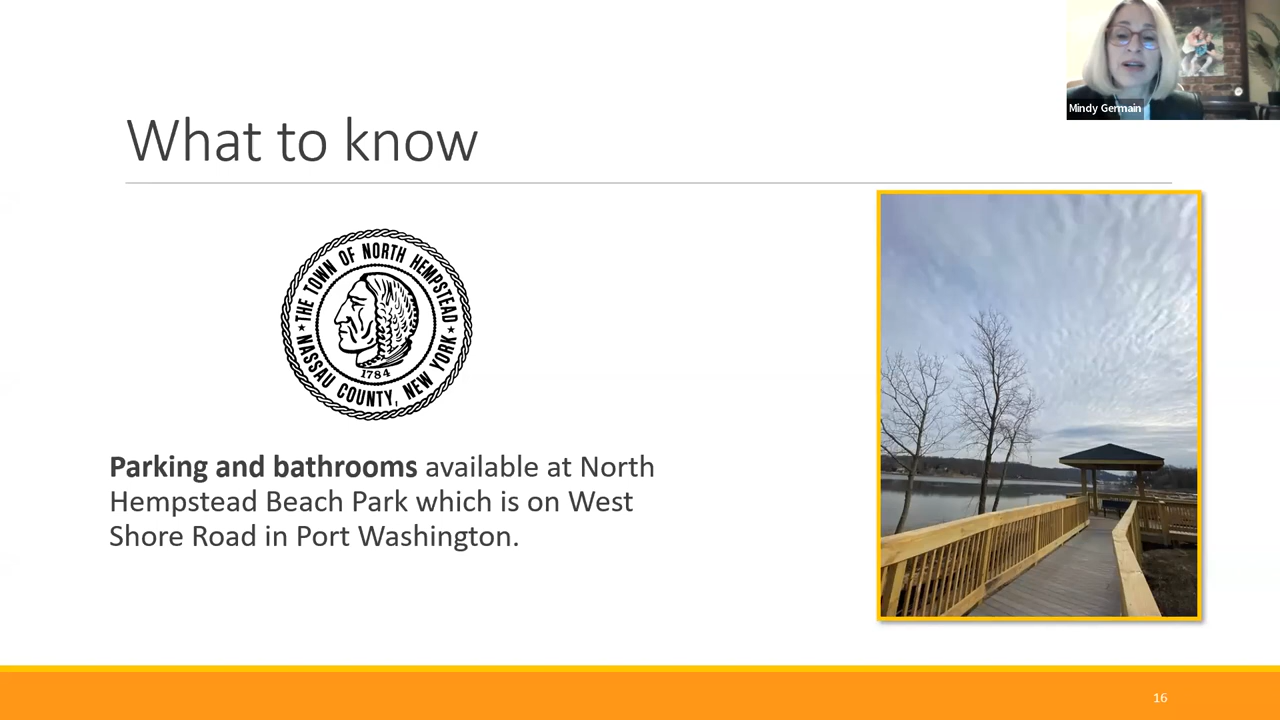 Mindy Germain
What to know
THE TOWN OF NORTH HEMPSTEAD
★ NASSAU COUNTY, NEW YORK ★
1784
Parking and bathrooms available at North
Hempstead Beach Park which is on West
Shore Road in Port Washington.
16